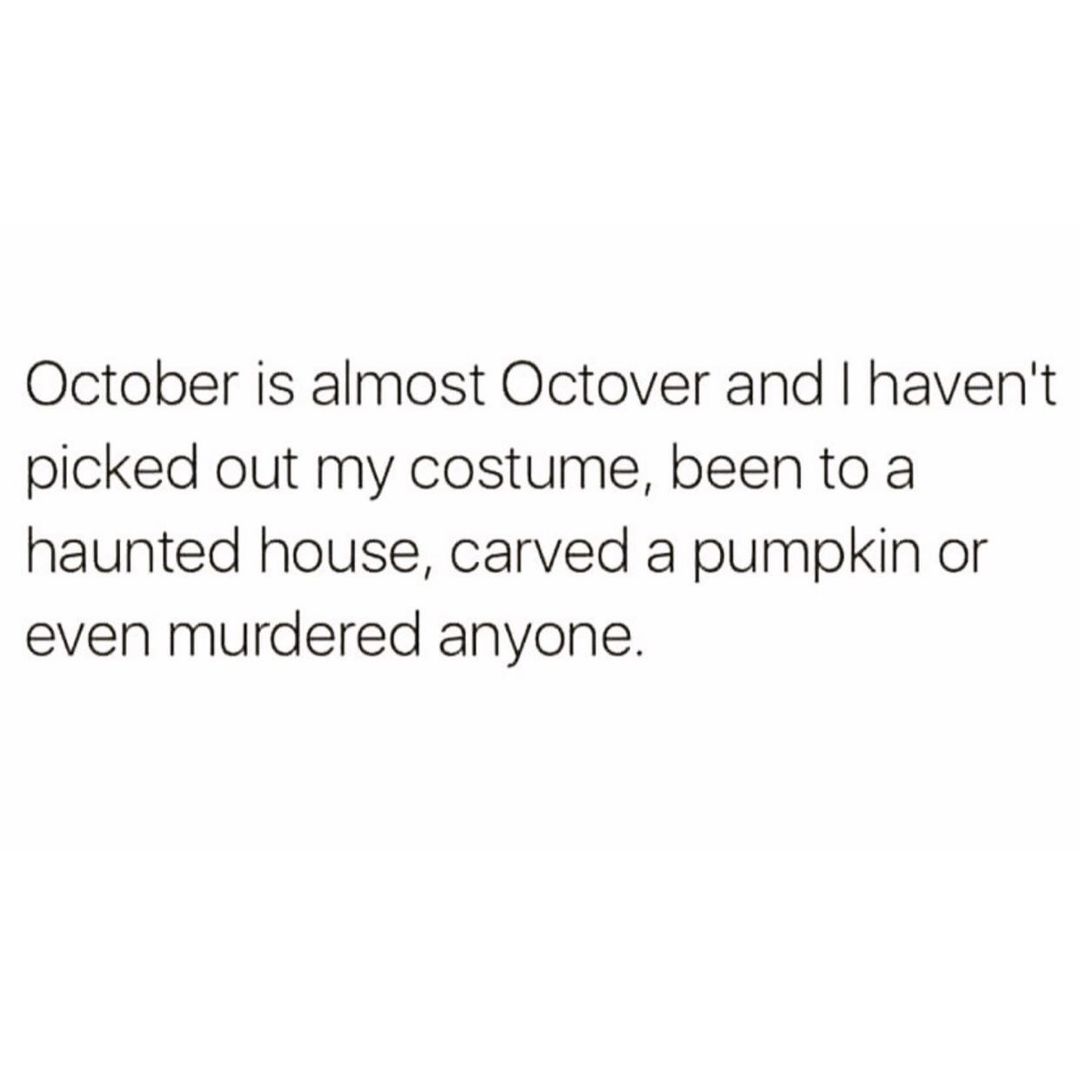 October is almost Octover and I haven't
picked out my costume, been to a
haunted house, carved a pumpkin or
even murdered anyone.